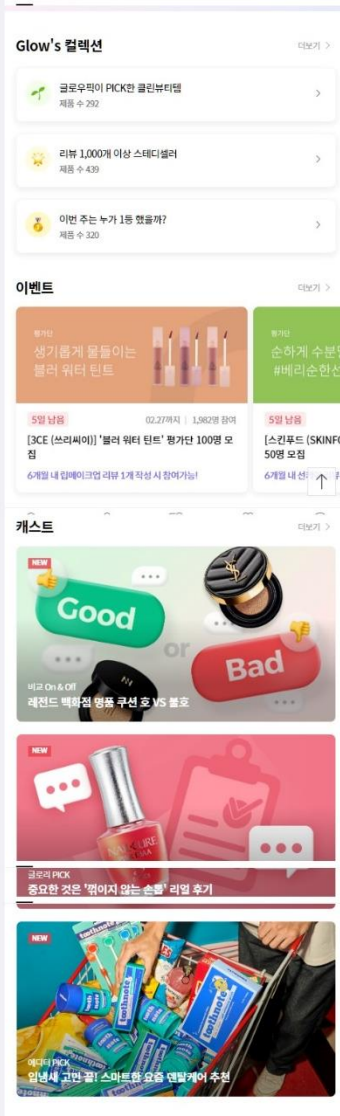 Glow's 컬렉션
더보기 >
글로우픽이 PICK한 클린뷰티템
제품 수 292
리뷰 1,000개 이상 스테디셀러
제품 수 439
이번 주는 누가 1등 했을까?
제품 수 320
이벤트
더보기 >
평가단
생기롭게 물들이는
블러 워터 틴트
5일 남음
02.27까지 | 1,982명 참여
[3CE (쓰리씨이)] '블러 워터 틴트' 평가단 100명 모
집
6개월 내 립메이크업 리뷰 1개 작성 시 참여가능!
평가단
순하게 수분
#베리순한선
5일 남음
[스킨푸드 (SKINFO
50명 모집
6개월 내 선
캐스트
더보기 >
NEW
Good
or
Bad
비교 On & Off
레전드 백화점 명품 쿠션 호 VS 불호
NEW
글로리 PICK
중요한 것은 '꺾이지 않는 손톱' 리얼 후기
NEW
toothnote
에디터 PICK
입냄새 고민 끝! 스마트한 요즘 덴탈케어 추천